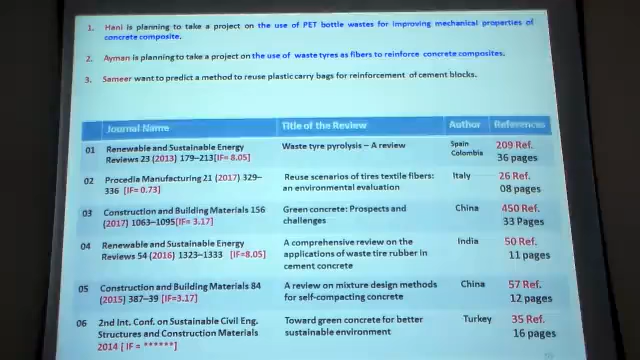 1. Hani is planning to take a project on the use of PET bottle wastes for improving mechanical properties of
concrete composite.
2. Ayman is planning to take a project on the use of waste tyres as fibers to reinforce concrete composites.
3. Sameer want to predict a method to reuse plastic carry bags for reinforcement of cement blocks.
Journal Name Title of the Review Author References
01 Renewable and Sustainable Energy Waste tyre pyrolysis – A review Spain 209 Ref.
Reviews 23 (2013) 179–213[IF= 8.05] Colombia 36 pages
02 Procedia Manufacturing 21 (2017) 329– Reuse scenarios of tires textile fibers: Italy 26 Ref.
336 [IF= 0.73] an environmental evaluation 08 pages
03 Construction and Building Materials 156 Green concrete: Prospects and China 450 Ref.
(2017) 1063–1095[IF= 3.17] challenges 33 Pages
04 Renewable and Sustainable Energy A comprehensive review on the India 50 Ref.
Reviews 54 (2016) 1323–1333 [IF=8.05] applications of waste tire rubber in 11 pages
cement concrete
05 Construction and Building Materials 84 A review on mixture design methods China 57 Ref.
(2015) 387–39 [IF=3.17] for self-compacting concrete 12 pages
06 2nd Int. Conf. on Sustainable Civil Eng. Toward green concrete for better Turkey 35 Ref.
Structures and Construction Materials sustainable environment 16 pages
2014 [ IF = ******]